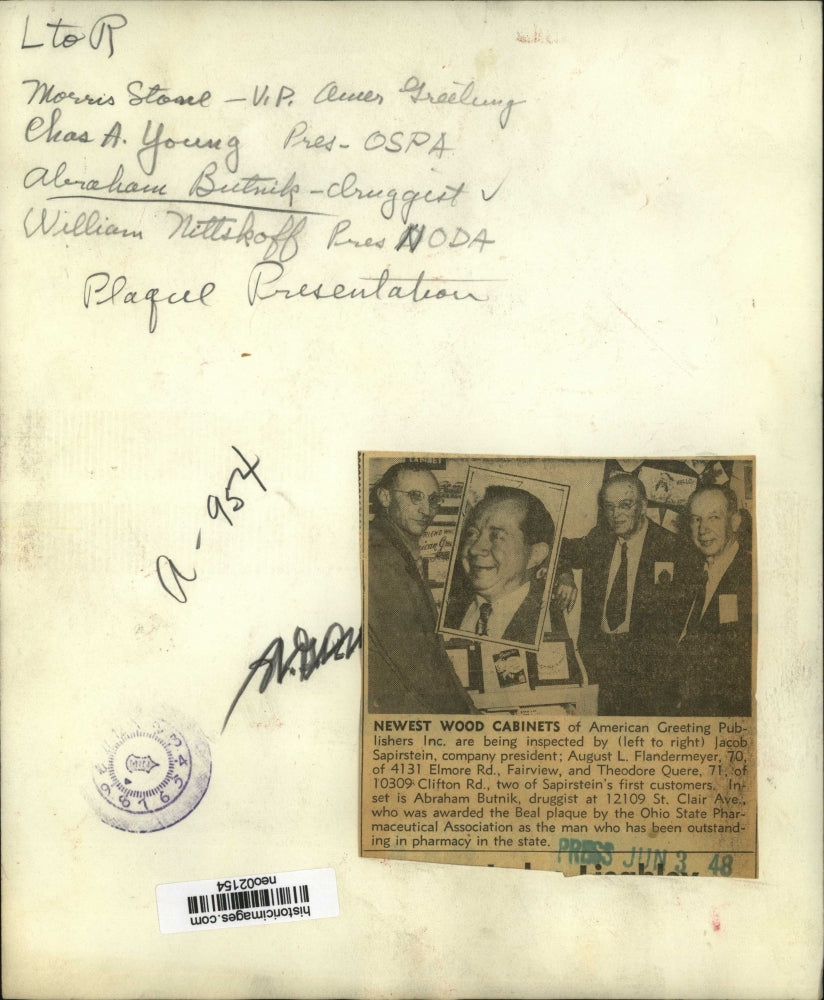 L to R
Morris Stone - V.P. Amer Greeting
Chas A. Young Pres- OSPA
Abraham Butnik - druggist ✓
William Nittskoff Pres NODA
Plaque Presentation
a-954
NEWEST WOOD CABINETS of American Greeting Pub-
lishers Inc. are being inspected by (left to right) Jacob
Sapirstein, company president; August L. Flandermeyer, 70,
of 4131 Elmore Rd., Fairview, and Theodore Quere, 71, of
10309 Clifton Rd., two of Sapirstein's first customers. In-
set is Abraham Butnik, druggist at 12109 St. Clair Ave.,
who was awarded the Beal plaque by the Ohio State Phar-
maceutical Association as the man who has been outstand-
ing in pharmacy in the state.
PRESS JUN 3 48
historicimages.com
neo02154